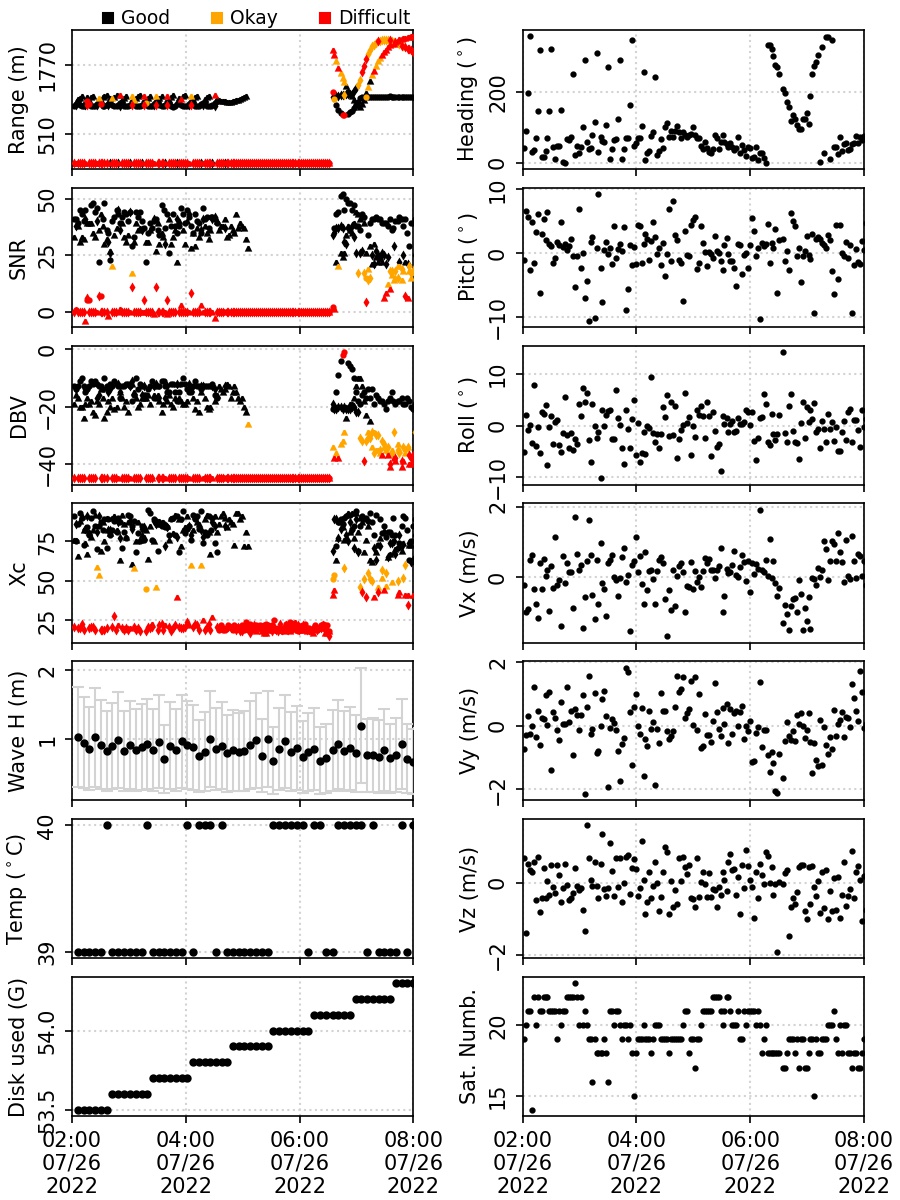 Good Okay Difficult
Range (m)
1770
510
Heading (°)
200
0
SNR
50
25
0
Pitch (°)
10
0
−10
DBV
0
−20
−40
Roll (°)
10
0
−10
Xc
75
50
25
Vx (m/s)
2
0
Wave H (m)
2
1
Vy (m/s)
2
0
−2
Temp (°C)
40
39
Vz (m/s)
0
−2
Disk used (G)
54.0
53.5
Sat. Numb.
20
15
02:00 04:00 06:00 08:00
07/26 07/26 07/26 07/26
2022 2022 2022 2022
02:00 04:00 06:00 08:00
07/26 07/26 07/26 07/26
2022 2022 2022 2022